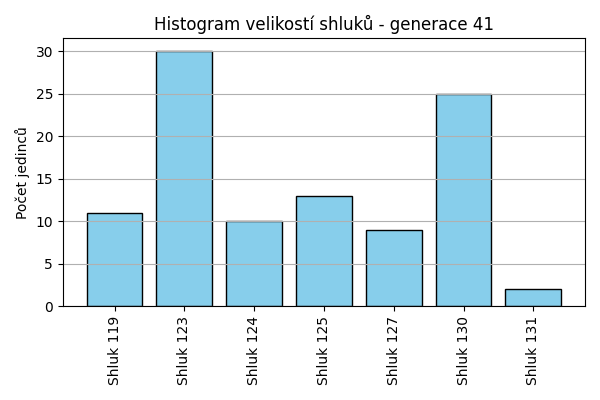 Histogram velikostí shluků - generace 41
Počet jedinců
30
25
20
15
10
5
0
Shluk 119
Shluk 123
Shluk 124
Shluk 125
Shluk 127
Shluk 130
Shluk 131